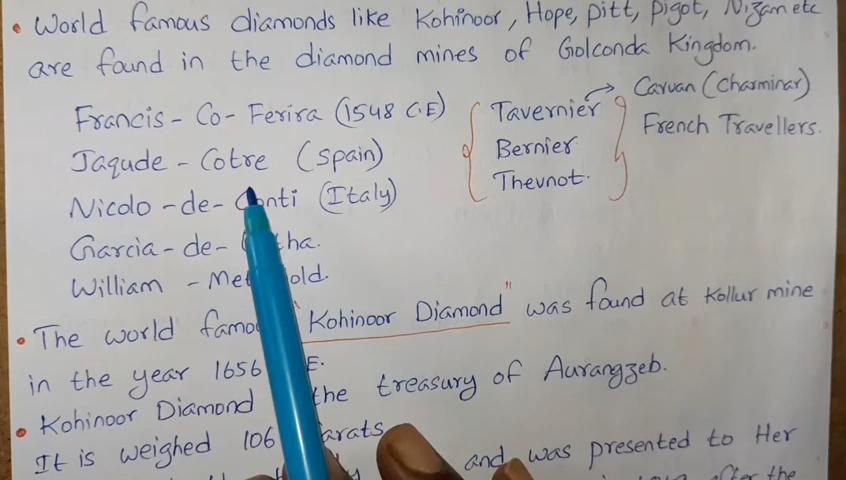 • World famous diamonds like Kohinoor, Hope, Pitt, Pigot, Nizam etc
are found in the diamond mines of Golconda Kingdom.
Francis - Co - Ferira (1548 C.E)
Jaqude - Cotre (Spain)
Nicolo - de - Conti (Italy)
Garcia - de -
William -
Tavernier → Carvan (Charminar)
Bernier
Thevnot.
French Travellers.
• The world "Kohinoor Diamond" was found at Kollur mine
in the year 1656 E.
• Kohinoor Diamond the treasury of Aurangzeb.
It is weighed 106 and was presented to Her
after the